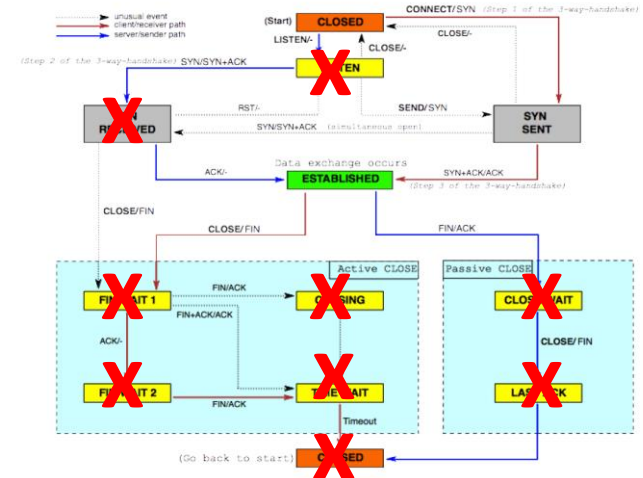 unusual event
client/receiver path
server/sender path
(Start) CLOSED
CONNECT/SYN (Step 1 of the 3-way-handshake)
CLOSE/-
LISTEN/-
CLOSE/-
(Step 2 of the 3-way-handshake) SYN/SYN+ACK
RST/-
SEND/SYN
SYN
SENT
SYN/SYN+ACK (simultaneous open)
Data exchange occurs
ACK/-
ESTABLISHED
SYN+ACK/ACK
(Step 3 of the 3-way-handshake)
CLOSE/FIN
CLOSE/FIN
FIN/ACK
Active CLOSE
Passive CLOSE
FIN/ACK
FIN+ACK/ACK
ACK/-
CLOSE/FIN
FIN/ACK
Timeout
(Go back to start)